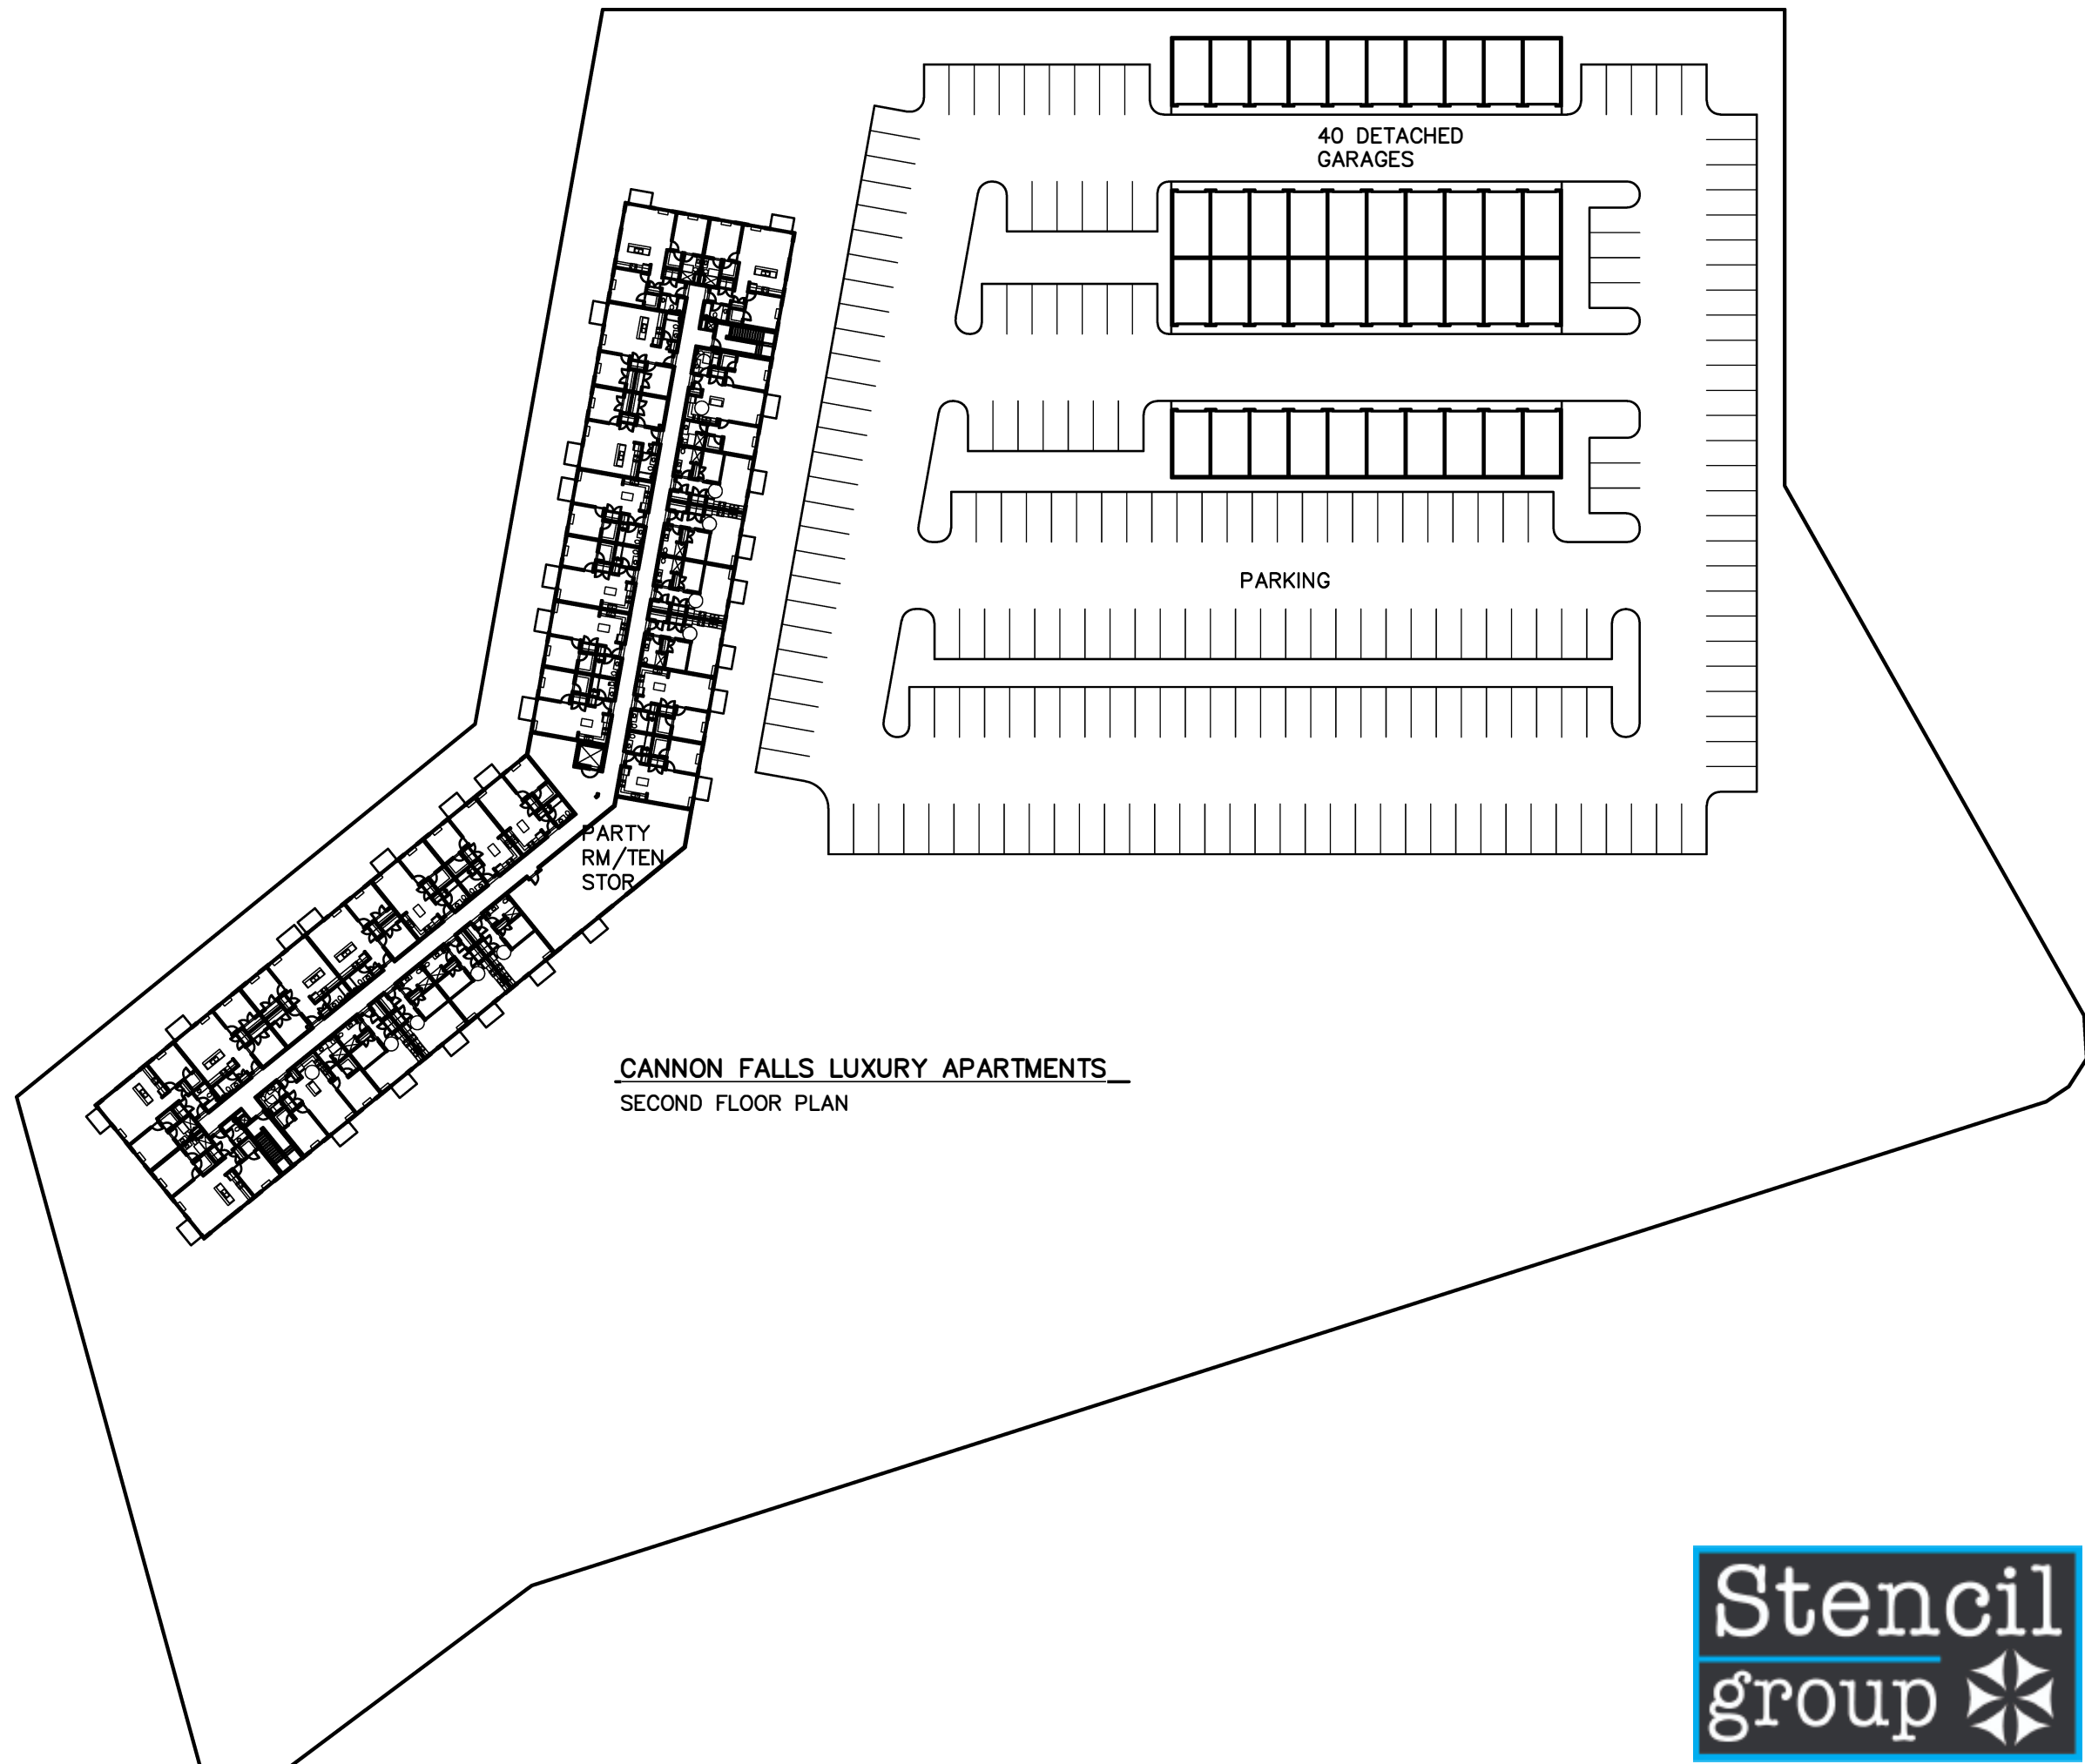 40 DETACHED
GARAGES
PARKING
PARTY
RM/TEN
STOR
CANNON FALLS LUXURY APARTMENTS
SECOND FLOOR PLAN
Stencil
group